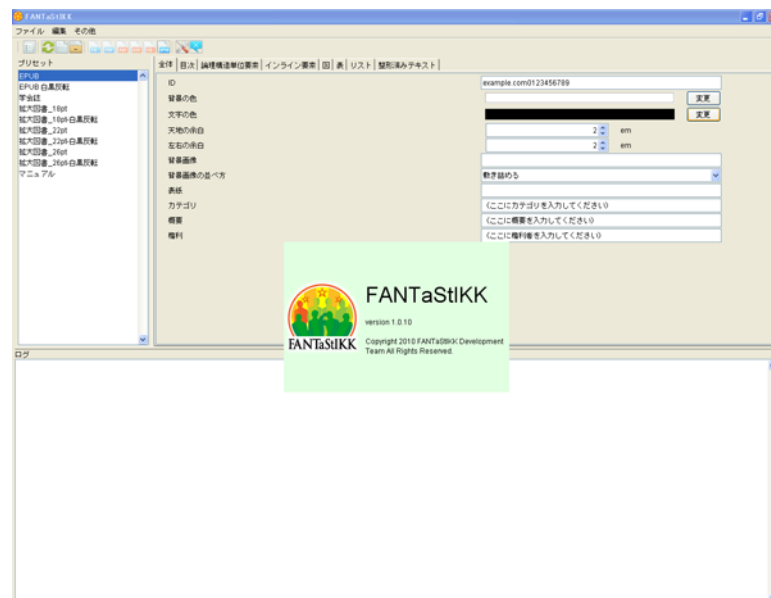 FANTaStIKK
ファイル 編集 その他
プリセット
EPUB
EPUB 白黒反転
学会誌
拡大図書_18pt
拡大図書_18pt-白黒反転
拡大図書_22pt
拡大図書_22pt-白黒反転
拡大図書_26pt
拡大図書_26pt-白黒反転
マニュアル
全体 目次 論理構造単位要素 インライン要素 図 表 リスト 整形済みテキスト
ID example.com0123456789
背景の色 変更
文字の色 変更
天地の余白 2 em
左右の余白 2 em
背景画像
背景画像の並べ方 敷き詰める
表紙
カテゴリ (ここにカテゴリを入力してください)
概要 (ここに概要を入力してください)
権利 (ここに権利者を入力してください)
FANTaStIKK
version 1.0.10
FANTaStIKK
Copyright 2010 FANTaStIKK Development
Team All Rights Reserved.
ログ